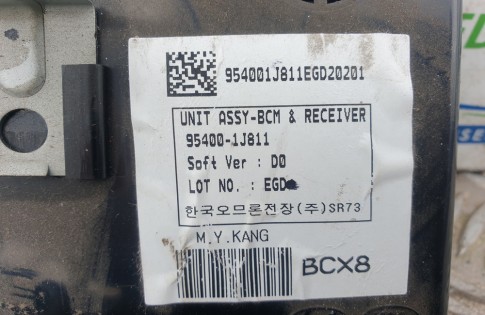 954001J811EGD20201
UNIT ASSY-BCM & RECEIVER
95400-1J811
Soft Ver : D0
LOT NO. : EGD
한국오므론전장(주)SR73
M.Y.KANG
BCX8